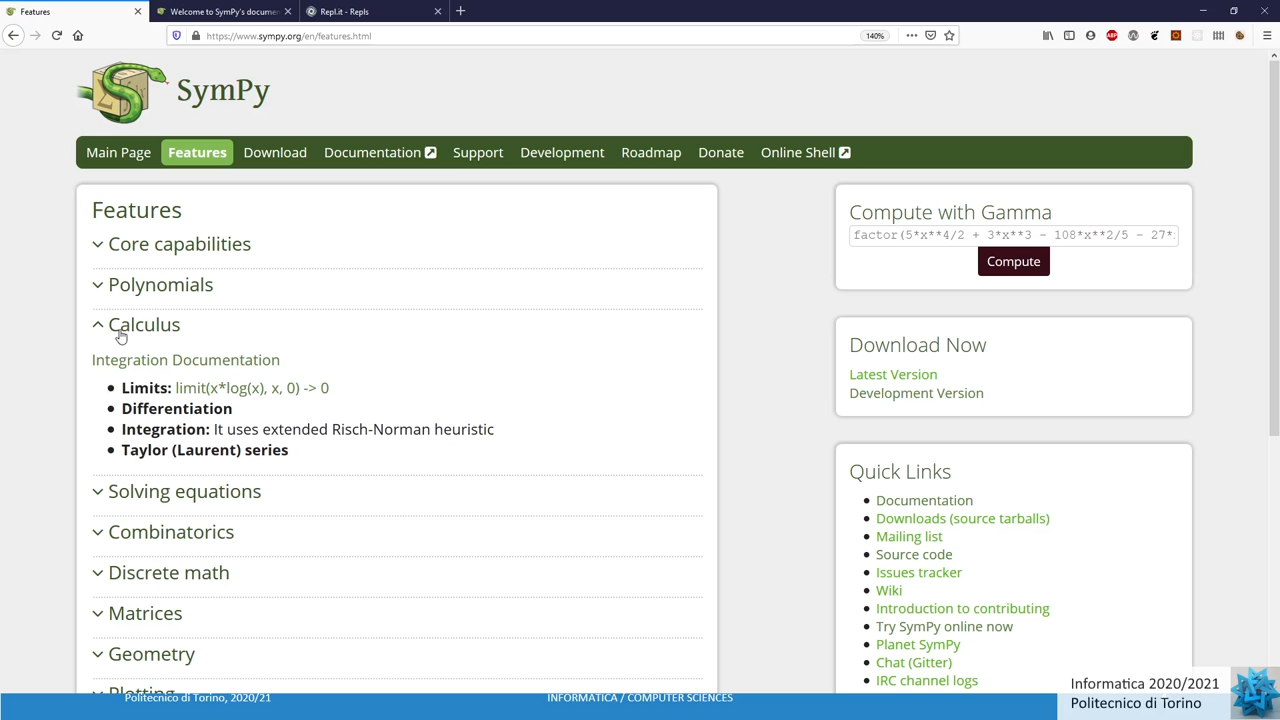 Features
Welcome to SymPy's documen
Repl.it - Repls
https://www.sympy.org/en/features.html
140%
ABP
SymPy
Main Page Features Download Documentation Support Development Roadmap Donate Online Shell
Features
Core capabilities
Polynomials
Calculus
Integration Documentation
Limits: limit(x*log(x), x, 0) -> 0
Differentiation
Integration: It uses extended Risch-Norman heuristic
Taylor (Laurent) series
Solving equations
Combinatorics
Discrete math
Matrices
Geometry
Plotting
Compute with Gamma
factor(5*x**4/2 + 3*x**3 - 108*x**2/5 - 27*
Compute
Download Now
Latest Version
Development Version
Quick Links
Documentation
Downloads (source tarballs)
Mailing list
Source code
Issues tracker
Wiki
Introduction to contributing
Try SymPy online now
Planet SymPy
Chat (Gitter)
IRC channel logs
Politecnico di Torino, 2020/21
INFORMATICA / COMPUTER SCIENCES
Informatica 2020/2021
Politecnico di Torino